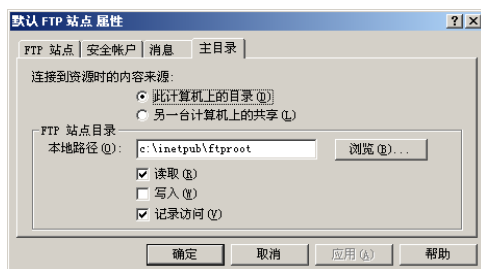 默认 FTP 站点 属性
FTP 站点 安全帐户 消息 主目录
连接到资源时的内容来源:
此计算机上的目录(D)
另一台计算机上的共享(L)
FTP 站点目录
本地路径(O): c:\inetpub\ftproot 浏览(B)...
读取(R)
写入(W)
记录访问(V)
确定 取消 应用(A) 帮助